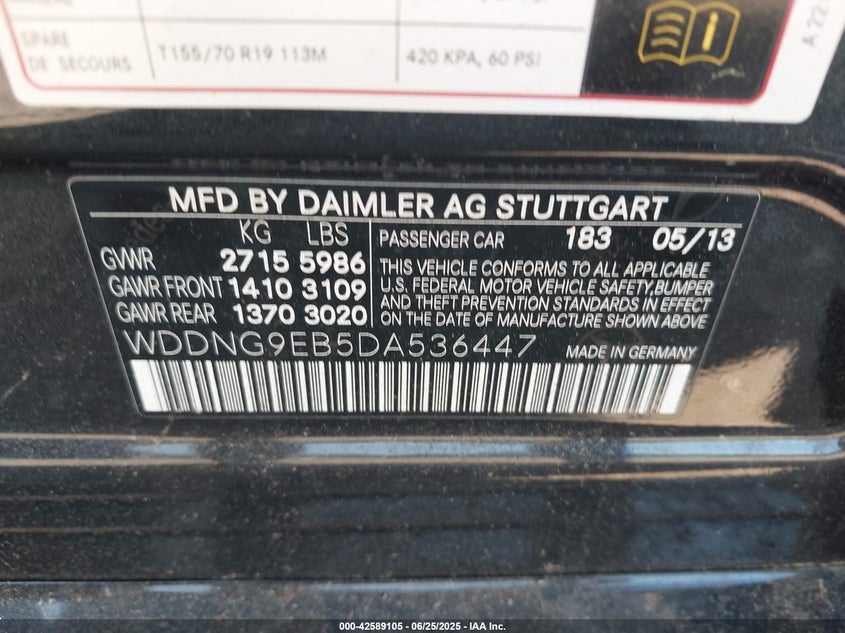 SPARE
DE SECOURS
T155/70 R19 113M
420 KPA, 60 PSI
A 22
MFD BY DAIMLER AG STUTTGART
KG LBS
GVWR 2715 5986
GAWR FRONT 1410 3109
GAWR REAR 1370 3020
PASSENGER CAR 183 05/13
THIS VEHICLE CONFORMS TO ALL APPLICABLE
U.S. FEDERAL MOTOR VEHICLE SAFETY,BUMPER
AND THEFT PREVENTION STANDARDS IN EFFECT
ON THE DATE OF MANUFACTURE SHOWN ABOVE
WDDNG9EB5DA536447
MADE IN GERMANY
000-42589105 / 06/25/2025 - IAA Inc.